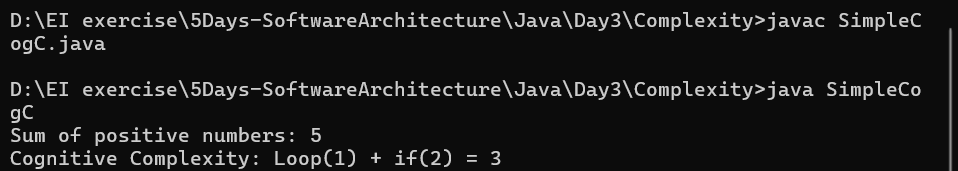 D:\EI exercise\5Days-SoftwareArchitecture\Java\Day3\Complexity>javac SimpleC
ogC.java
D:\EI exercise\5Days-SoftwareArchitecture\Java\Day3\Complexity>java SimpleCo
gC
Sum of positive numbers: 5
Cognitive Complexity: Loop(1) + if(2) = 3